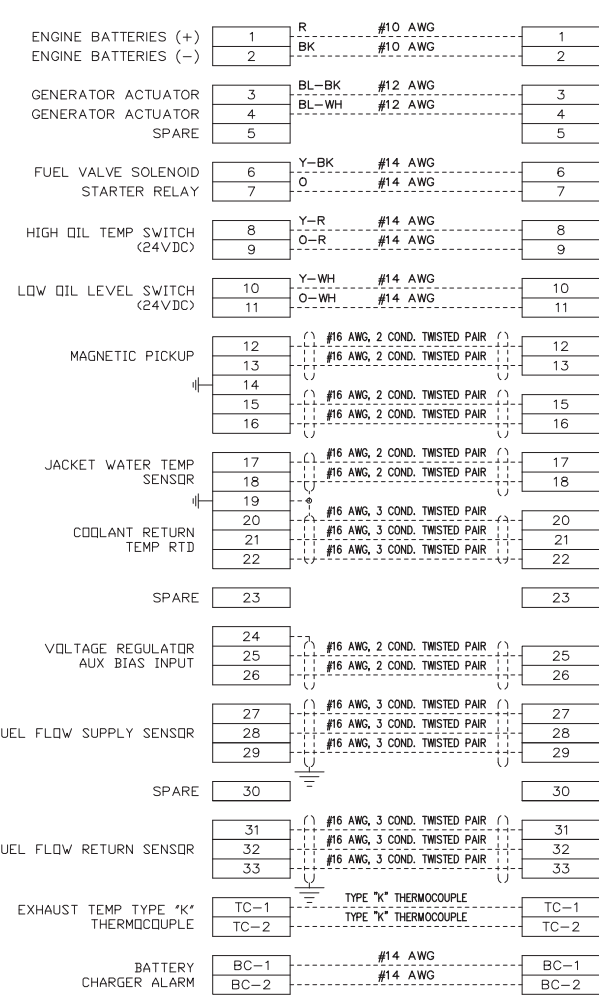 ENGINE BATTERIES (+) 1 R #10 AWG 1
ENGINE BATTERIES (-) 2 BK #10 AWG 2
GENERATOR ACTUATOR 3 BL-BK #12 AWG 3
GENERATOR ACTUATOR 4 BL-WH #12 AWG 4
SPARE 5 5
FUEL VALVE SOLENOID 6 Y-BK #14 AWG 6
STARTER RELAY 7 O #14 AWG 7
HIGH OIL TEMP SWITCH 8 Y-R #14 AWG 8
(24VDC) 9 O-R #14 AWG 9
LOW OIL LEVEL SWITCH 10 Y-WH #14 AWG 10
(24VDC) 11 O-WH #14 AWG 11
12 #16 AWG, 2 COND. TWISTED PAIR 12
MAGNETIC PICKUP 13 #16 AWG, 2 COND. TWISTED PAIR 13
14
15 #16 AWG, 2 COND. TWISTED PAIR 15
16 #16 AWG, 2 COND. TWISTED PAIR 16
JACKET WATER TEMP 17 #16 AWG, 2 COND. TWISTED PAIR 17
SENSOR 18 #16 AWG, 2 COND. TWISTED PAIR 18
19
20 #16 AWG, 3 COND. TWISTED PAIR 20
COOLANT RETURN 21 #16 AWG, 3 COND. TWISTED PAIR 21
TEMP RTD 22 #16 AWG, 3 COND. TWISTED PAIR 22
SPARE 23 23
24
VOLTAGE REGULATOR 25 #16 AWG, 2 COND. TWISTED PAIR 25
AUX BIAS INPUT 26 #16 AWG, 2 COND. TWISTED PAIR 26
27 #16 AWG, 3 COND. TWISTED PAIR 27
UEL FLOW SUPPLY SENSOR 28 #16 AWG, 3 COND. TWISTED PAIR 28
29 #16 AWG, 3 COND. TWISTED PAIR 29
SPARE 30 30
31 #16 AWG, 3 COND. TWISTED PAIR 31
UEL FLOW RETURN SENSOR 32 #16 AWG, 3 COND. TWISTED PAIR 32
33 #16 AWG, 3 COND. TWISTED PAIR 33
EXHAUST TEMP TYPE "K" TC-1 TYPE "K" THERMOCOUPLE TC-1
THERMOCOUPLE TC-2 TYPE "K" THERMOCOUPLE TC-2
BATTERY BC-1 #14 AWG BC-1
CHARGER ALARM BC-2 #14 AWG BC-2